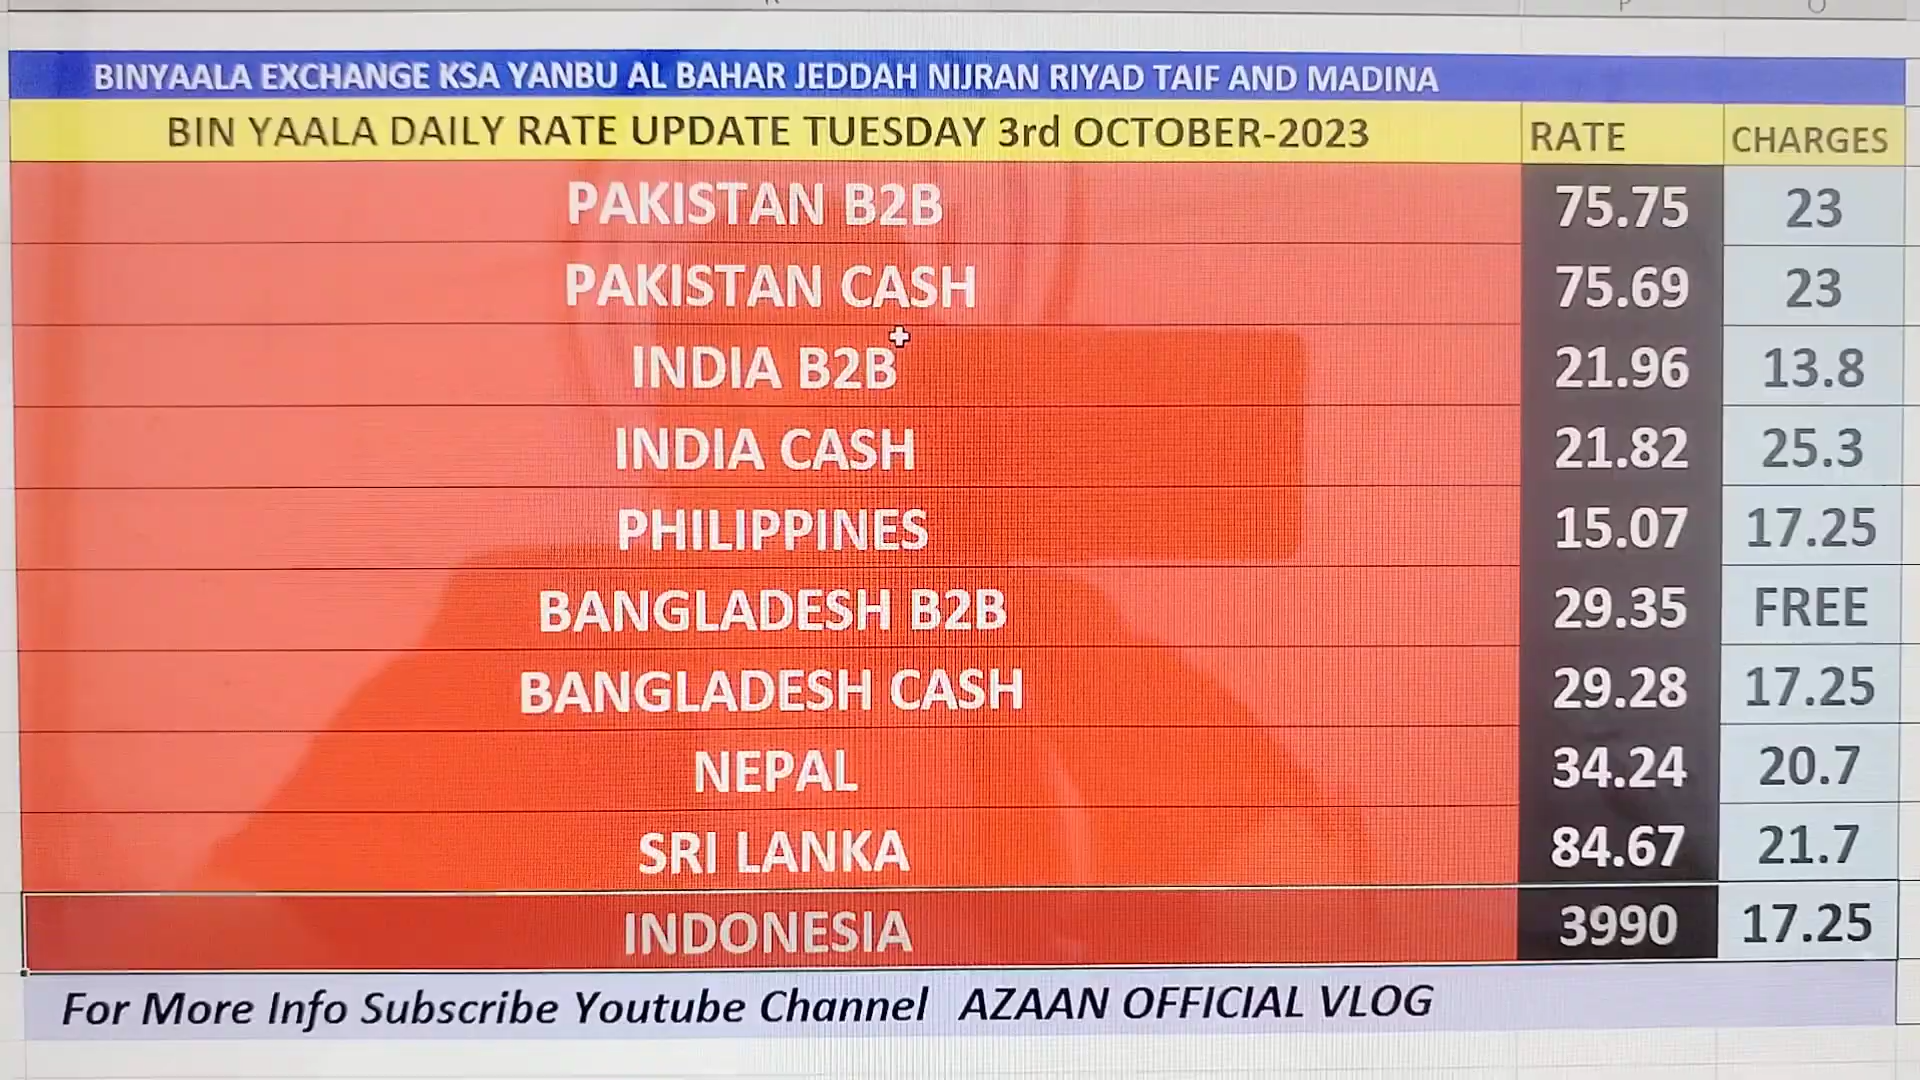 BINYAALA EXCHANGE KSA YANBU AL BAHAR JEDDAH NIJRAN RIYAD TAIF AND MADINA
BIN YAALA DAILY RATE UPDATE TUESDAY 3rd OCTOBER-2023 RATE CHARGES
PAKISTAN B2B 75.75 23
PAKISTAN CASH 75.69 23
INDIA B2B 21.96 13.8
INDIA CASH 21.82 25.3
PHILIPPINES 15.07 17.25
BANGLADESH B2B 29.35 FREE
BANGLADESH CASH 29.28 17.25
NEPAL 34.24 20.7
SRI LANKA 84.67 21.7
INDONESIA 3990 17.25
For More Info Subscribe Youtube Channel AZAAN OFFICIAL VLOG